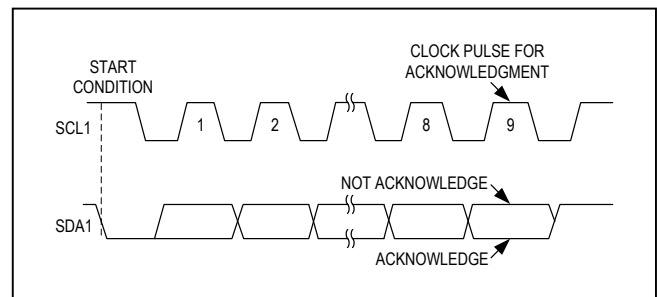 START
CONDITION
CLOCK PULSE FOR
ACKNOWLEDGMENT
SCL1
1
2
8
9
NOT ACKNOWLEDGE
SDA1
ACKNOWLEDGE